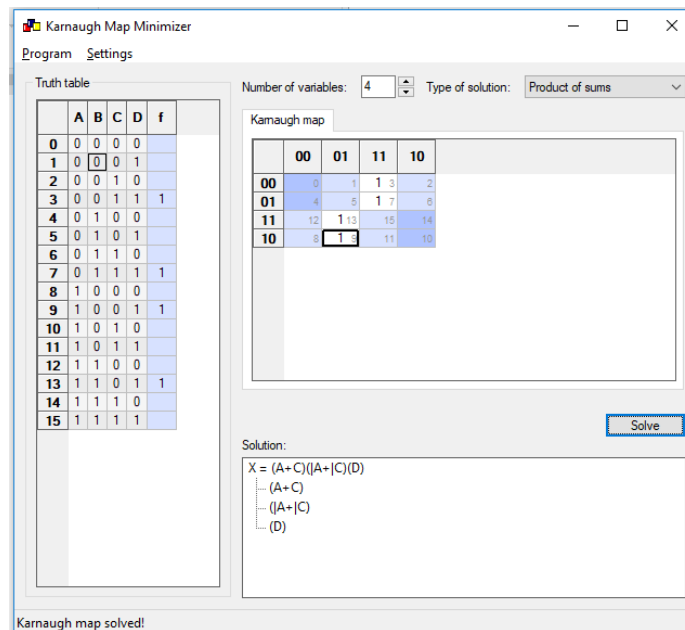 Karnaugh Map Minimizer
Program Settings
Truth table
Number of variables: 4 Type of solution: Product of sums
Karnaugh map
A B C D f
0 0 0 0 0
1 0 0 0 1
2 0 0 1 0
3 0 0 1 1 1
4 0 1 0 0
5 0 1 0 1
6 0 1 1 0
7 0 1 1 1 1
8 1 0 0 0
9 1 0 0 1 1
10 1 0 1 0
11 1 0 1 1
12 1 1 0 0
13 1 1 0 1 1
14 1 1 1 0
15 1 1 1 1
00 01 11 10
00 0 1 1 3 2
01 4 5 1 7 6
11 12 1 13 15 14
10 8 1 9 11 10
Solve
Solution:
X = (A+C)(|A+|C)(D)
(A+C)
(|A+|C)
(D)
Karnaugh map solved!